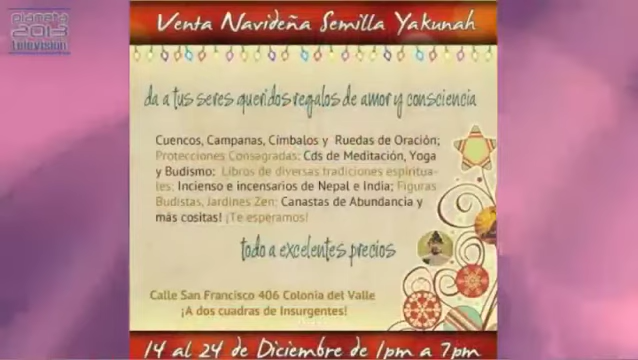 planeta
2013
televisión
Venta Navideña Semilla Yakunah
da a tus seres queridos regalos de amor y consciencia
Cuencos, Campanas, Címbalos y Ruedas de Oración;
Protecciones Consagradas; Cds de Meditación, Yoga
y Budismo; Libros de diversas tradiciones espiritua-
les; Incienso e incensarios de Nepal e India; Figuras
Budistas, Jardines Zen; Canastas de Abundancia y
más cositas! ¡Te esperamos!
todo a excelentes precios
Calle San Francisco 406 Colonia del Valle
¡A dos cuadras de Insurgentes!
14 al 24 de Diciembre de 1pm a 7pm